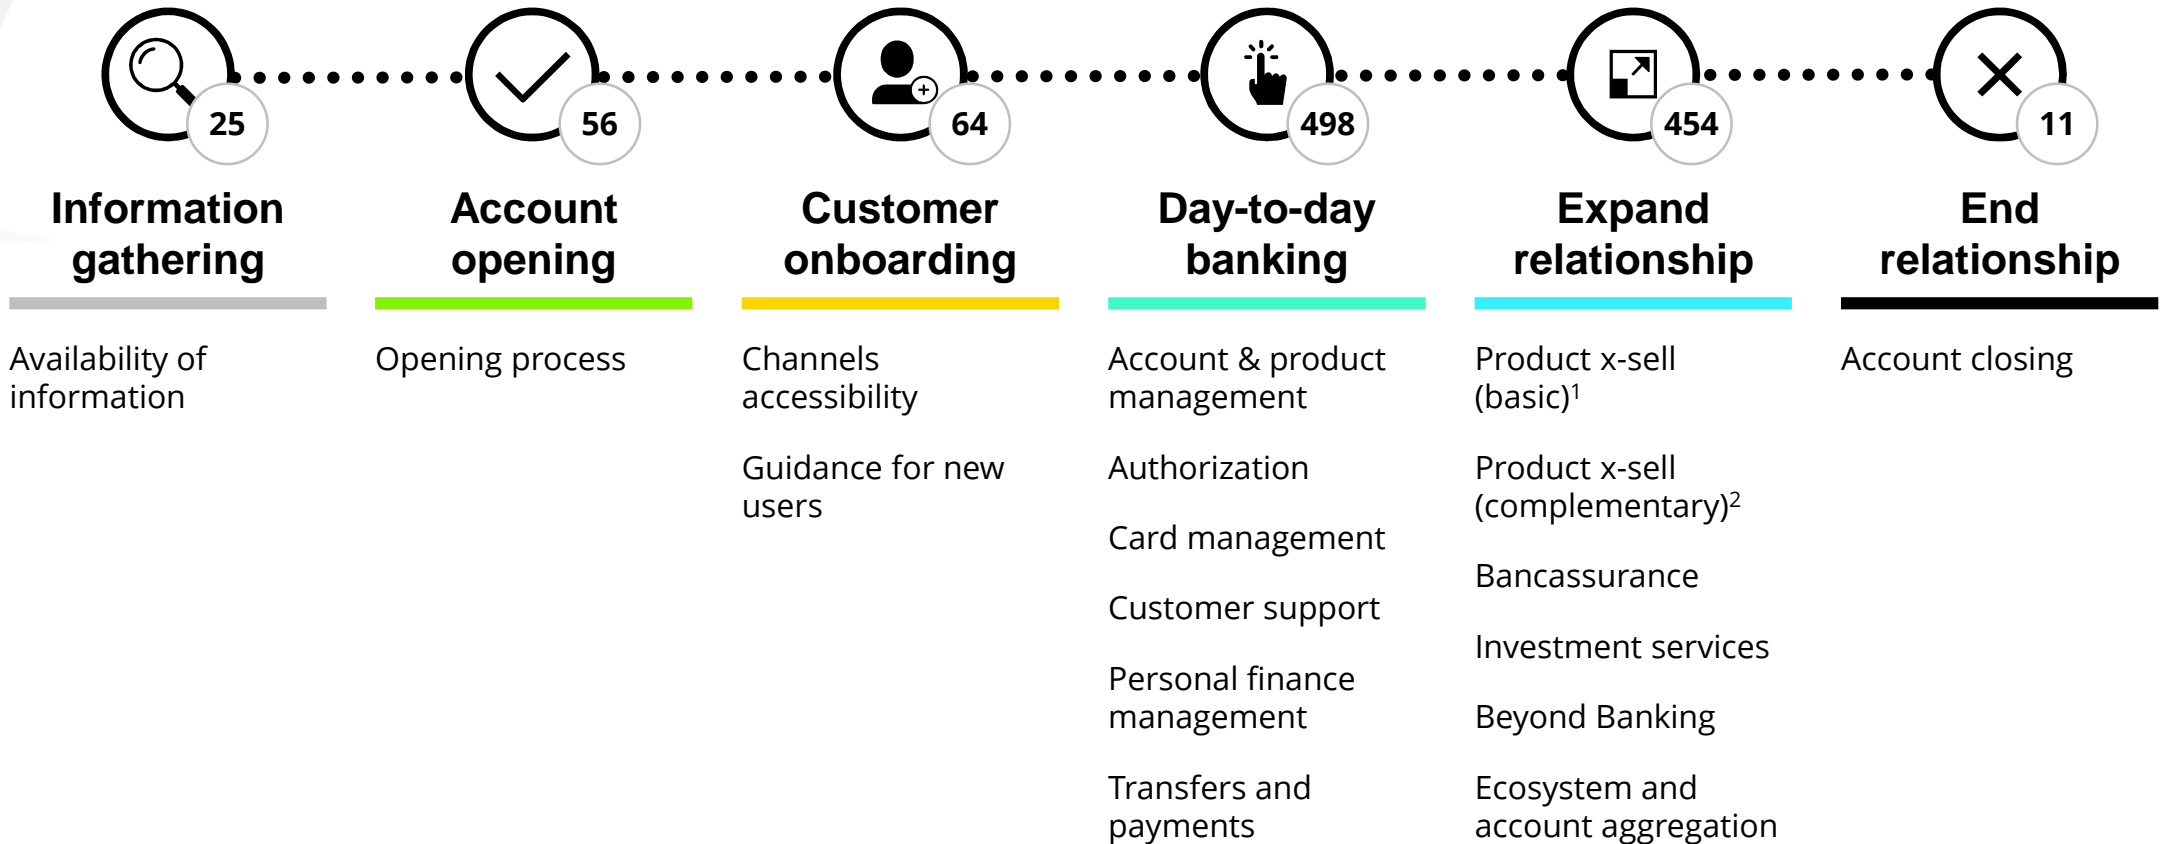 25
56
64
498
454
11
Information
gathering
Account
opening
Customer
onboarding
Day-to-day
banking
Expand
relationship
End
relationship
Availability of
information
Opening process
Channels
accessibility
Guidance for new
users
Account & product
management
Authorization
Card management
Customer support
Personal finance
management
Transfers and
payments
Product x-sell
(basic)1
Product x-sell
(complementary)2
Bancassurance
Investment services
Beyond Banking
Ecosystem and
account aggregation
Account closing